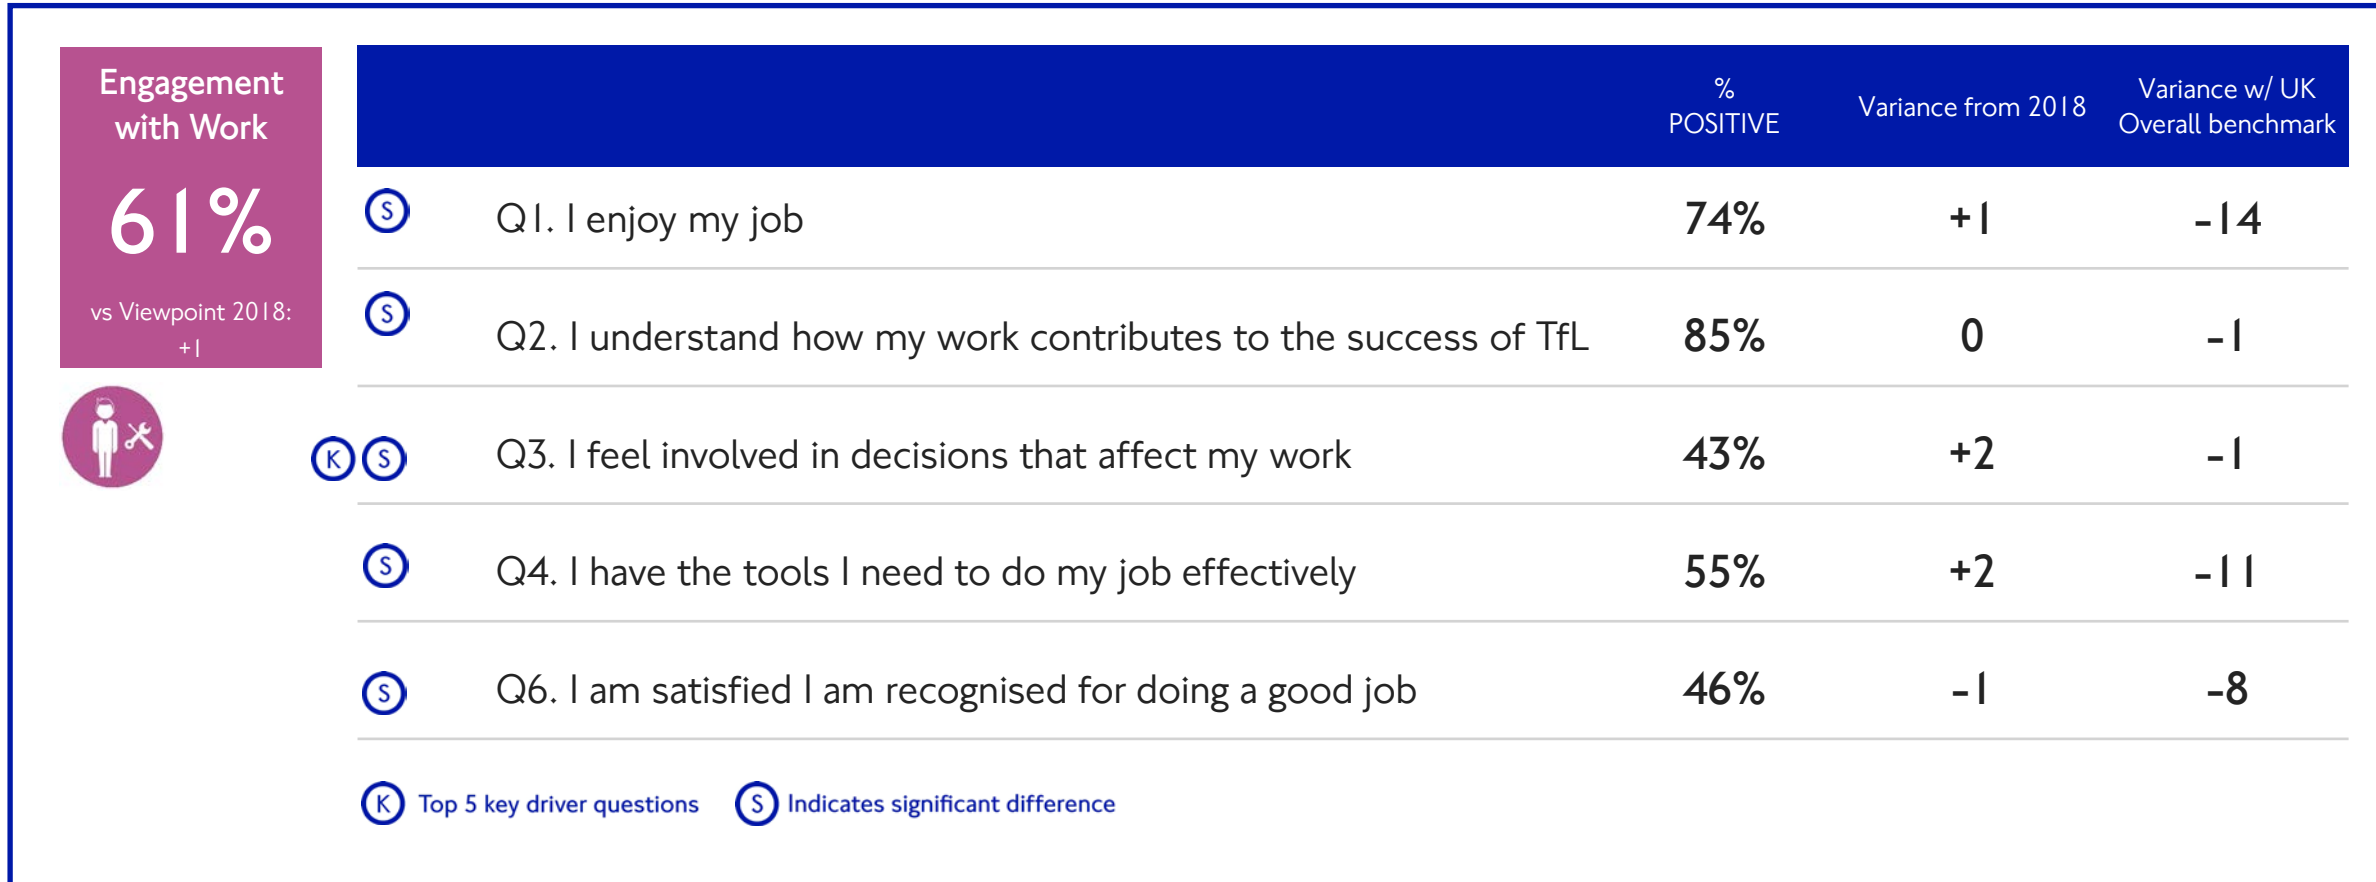 Engagement
with Work
61%
vs Viewpoint 2018:
+1
%
POSITIVE
Variance from 2018
Variance w/ UK
Overall benchmark
S Q1. I enjoy my job 74% +1 -14
S Q2. I understand how my work contributes to the success of TfL 85% 0 -1
K S Q3. I feel involved in decisions that affect my work 43% +2 -1
S Q4. I have the tools I need to do my job effectively 55% +2 -11
S Q6. I am satisfied I am recognised for doing a good job 46% -1 -8
K Top 5 key driver questions S Indicates significant difference